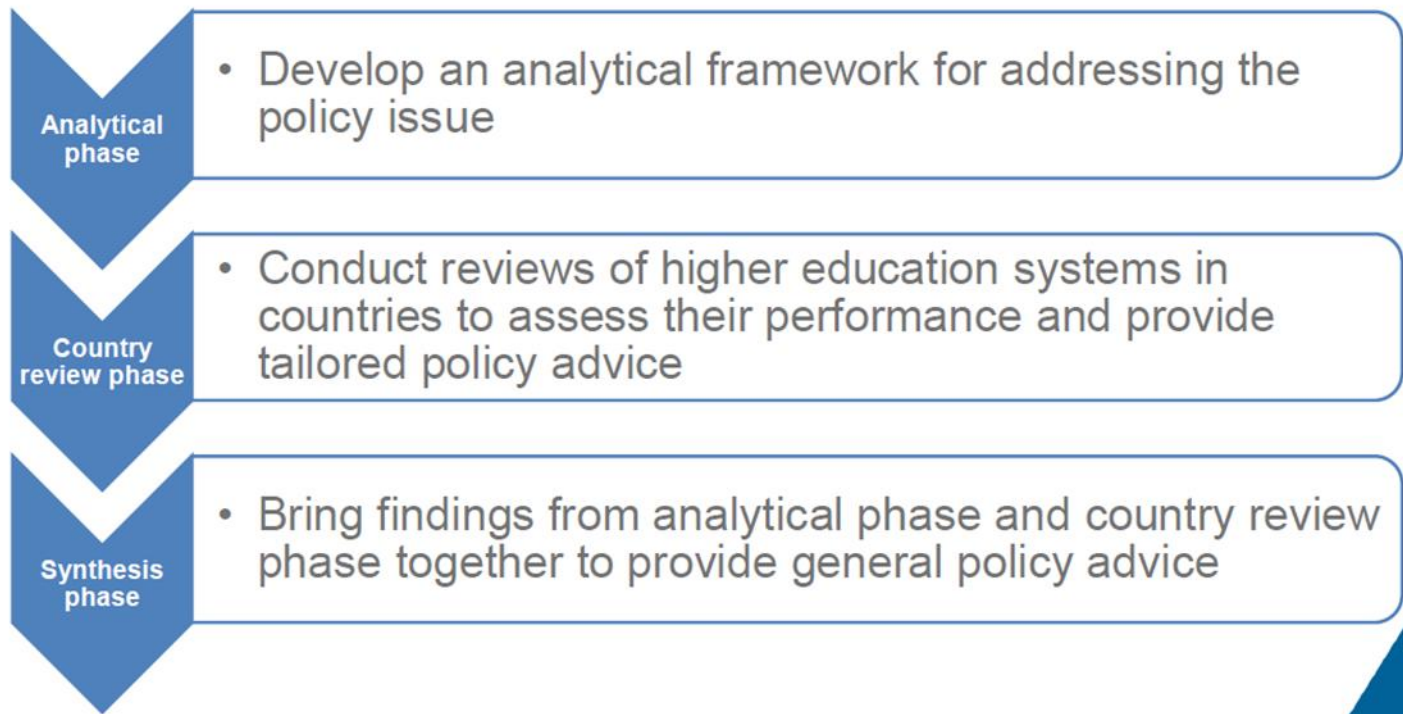 Analytical
phase
• Develop an analytical framework for addressing the
policy issue
Country
review phase
• Conduct reviews of higher education systems in
countries to assess their performance and provide
tailored policy advice
Synthesis
phase
• Bring findings from analytical phase and country review
phase together to provide general policy advice